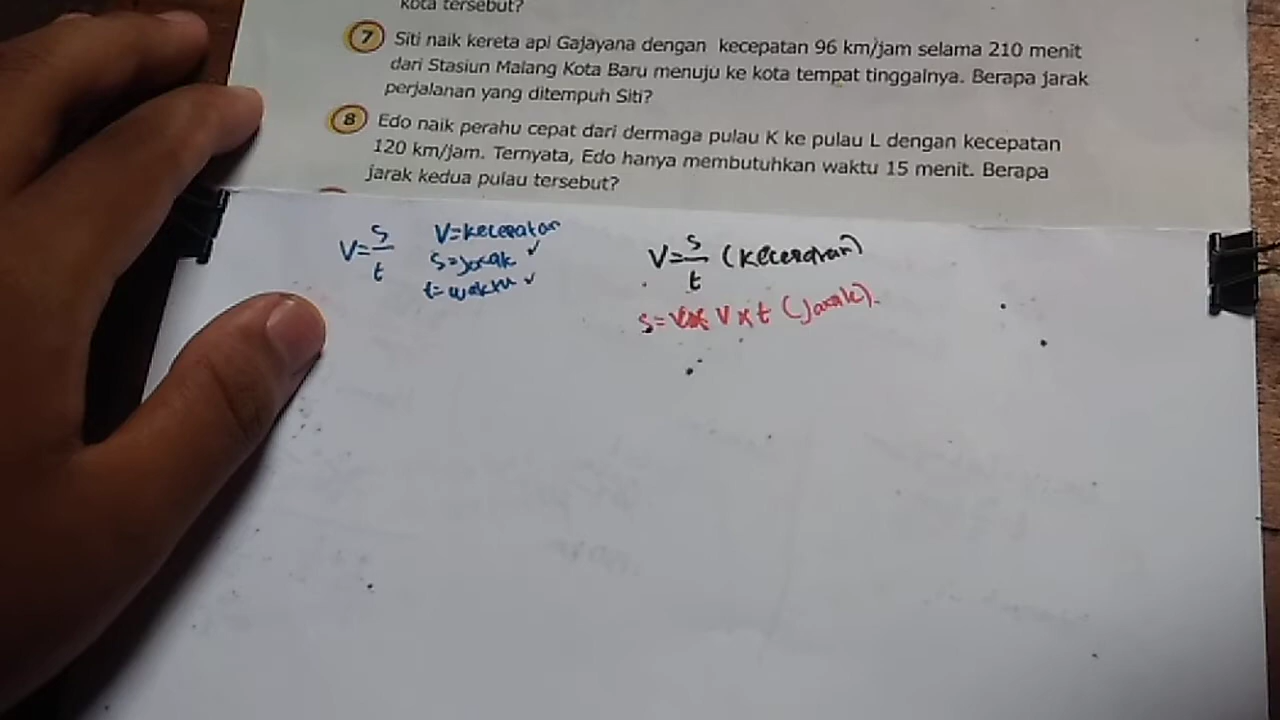 kota tersebut?
7 Siti naik kereta api Gajayana dengan kecepatan 96 km/jam selama 210 menit
dari Stasiun Malang Kota Baru menuju ke kota tempat tinggalnya. Berapa jarak
perjalanan yang ditempuh Siti?
8 Edo naik perahu cepat dari dermaga pulau K ke pulau L dengan kecepatan
120 km/jam. Ternyata, Edo hanya membutuhkan waktu 15 menit. Berapa
jarak kedua pulau tersebut?
V=s/t
V=kecepatan
s=jarak ✓
t=waktu ✓
V=s/t (kecepatan)
s= V x t (jarak).